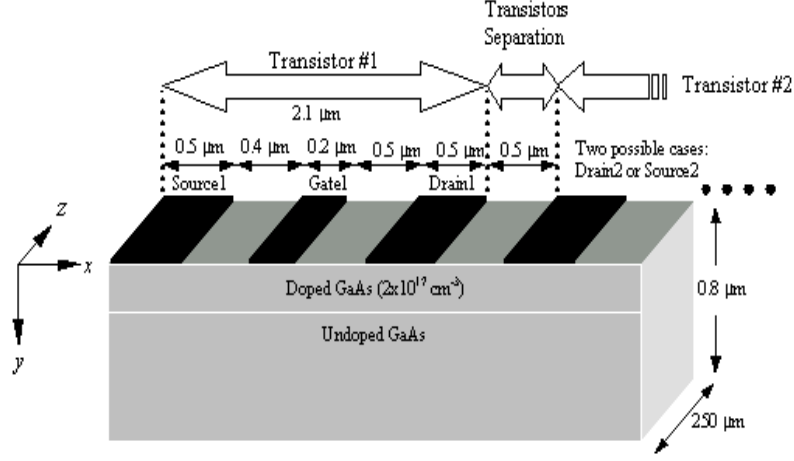 Transistors
Separation
Transistor #1
Transistor #2
2.1 μm
0.5 μm 0.4 μm 0.2 μm 0.5 μm 0.5 μm 0.5 μm
Two possible cases:
Drain2 or Source2
Source1 Gate1 Drain1
z
x
y
Doped GaAs (2x10¹⁷ cm⁻³)
Undoped GaAs
0.8 μm
250 μm